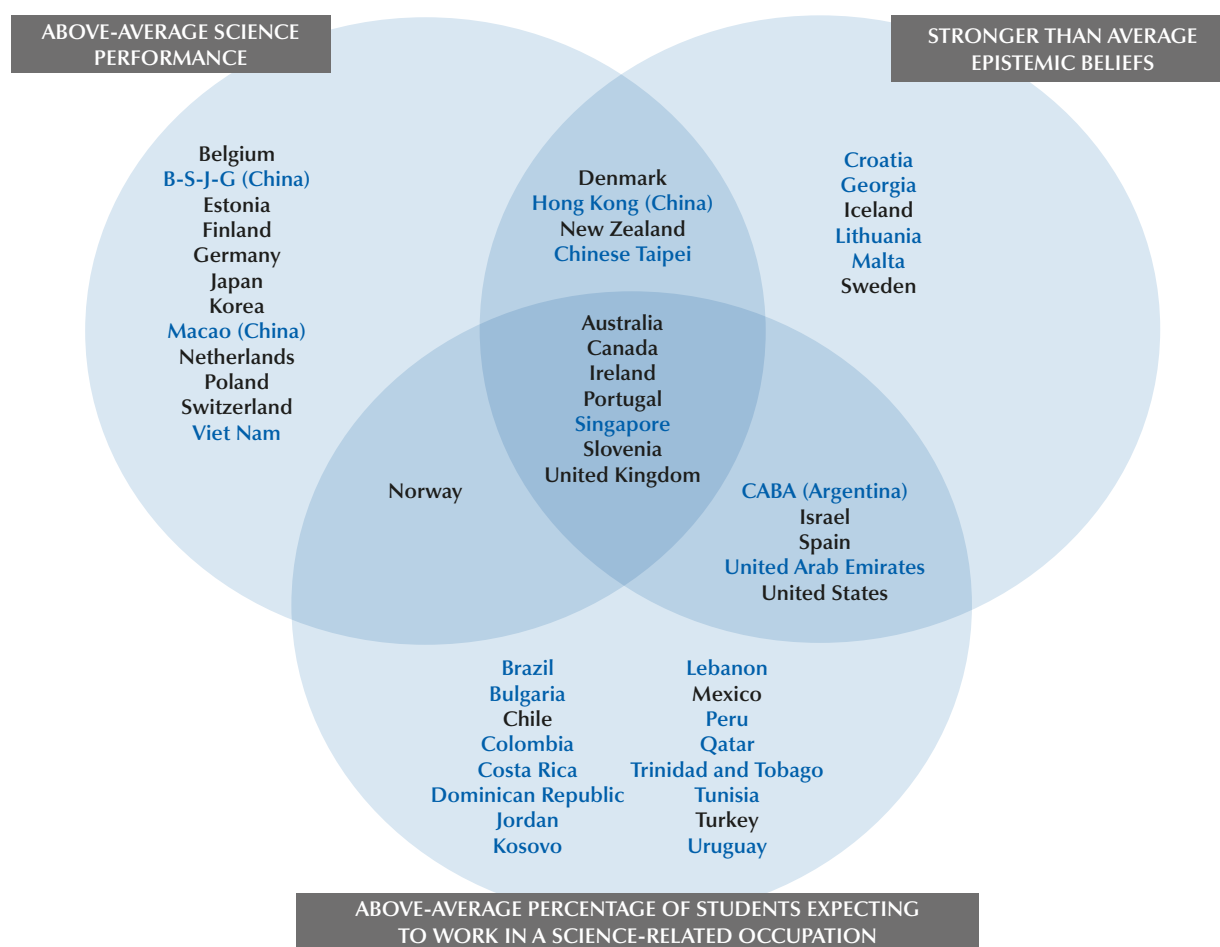 ABOVE-AVERAGE SCIENCE
PERFORMANCE
STRONGER THAN AVERAGE
EPISTEMIC BELIEFS
Belgium
B-S-J-G (China)
Estonia
Finland
Germany
Japan
Korea
Macao (China)
Netherlands
Poland
Switzerland
Viet Nam
Denmark
Hong Kong (China)
New Zealand
Chinese Taipei
Croatia
Georgia
Iceland
Lithuania
Malta
Sweden
Australia
Canada
Ireland
Portugal
Singapore
Slovenia
United Kingdom
Norway
CABA (Argentina)
Israel
Spain
United Arab Emirates
United States
Brazil
Bulgaria
Chile
Colombia
Costa Rica
Dominican Republic
Jordan
Kosovo
Lebanon
Mexico
Peru
Qatar
Trinidad and Tobago
Tunisia
Turkey
Uruguay
ABOVE-AVERAGE PERCENTAGE OF STUDENTS EXPECTING
TO WORK IN A SCIENCE-RELATED OCCUPATION